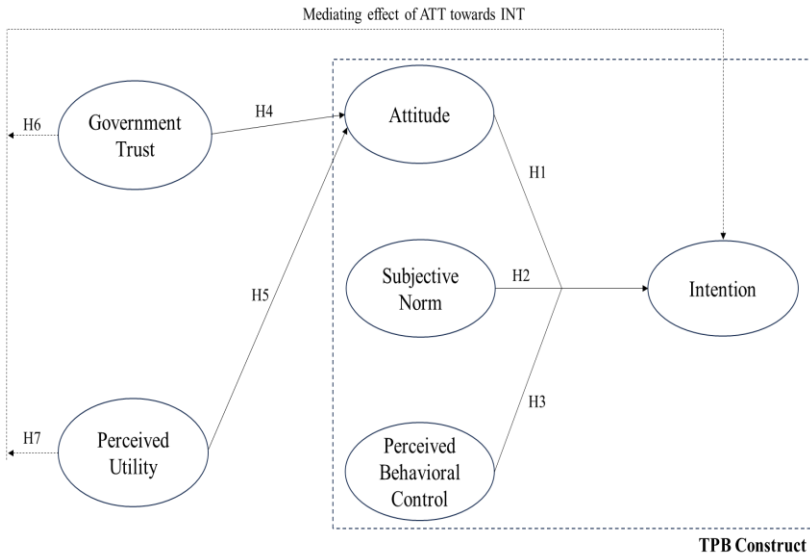 Mediating effect of ATT towards INT
H6
Government
Trust
H4
Attitude
H1
H5
Subjective
Norm
H2
Intention
H7
Perceived
Utility
H3
Perceived
Behavioral
Control
TPB Construct